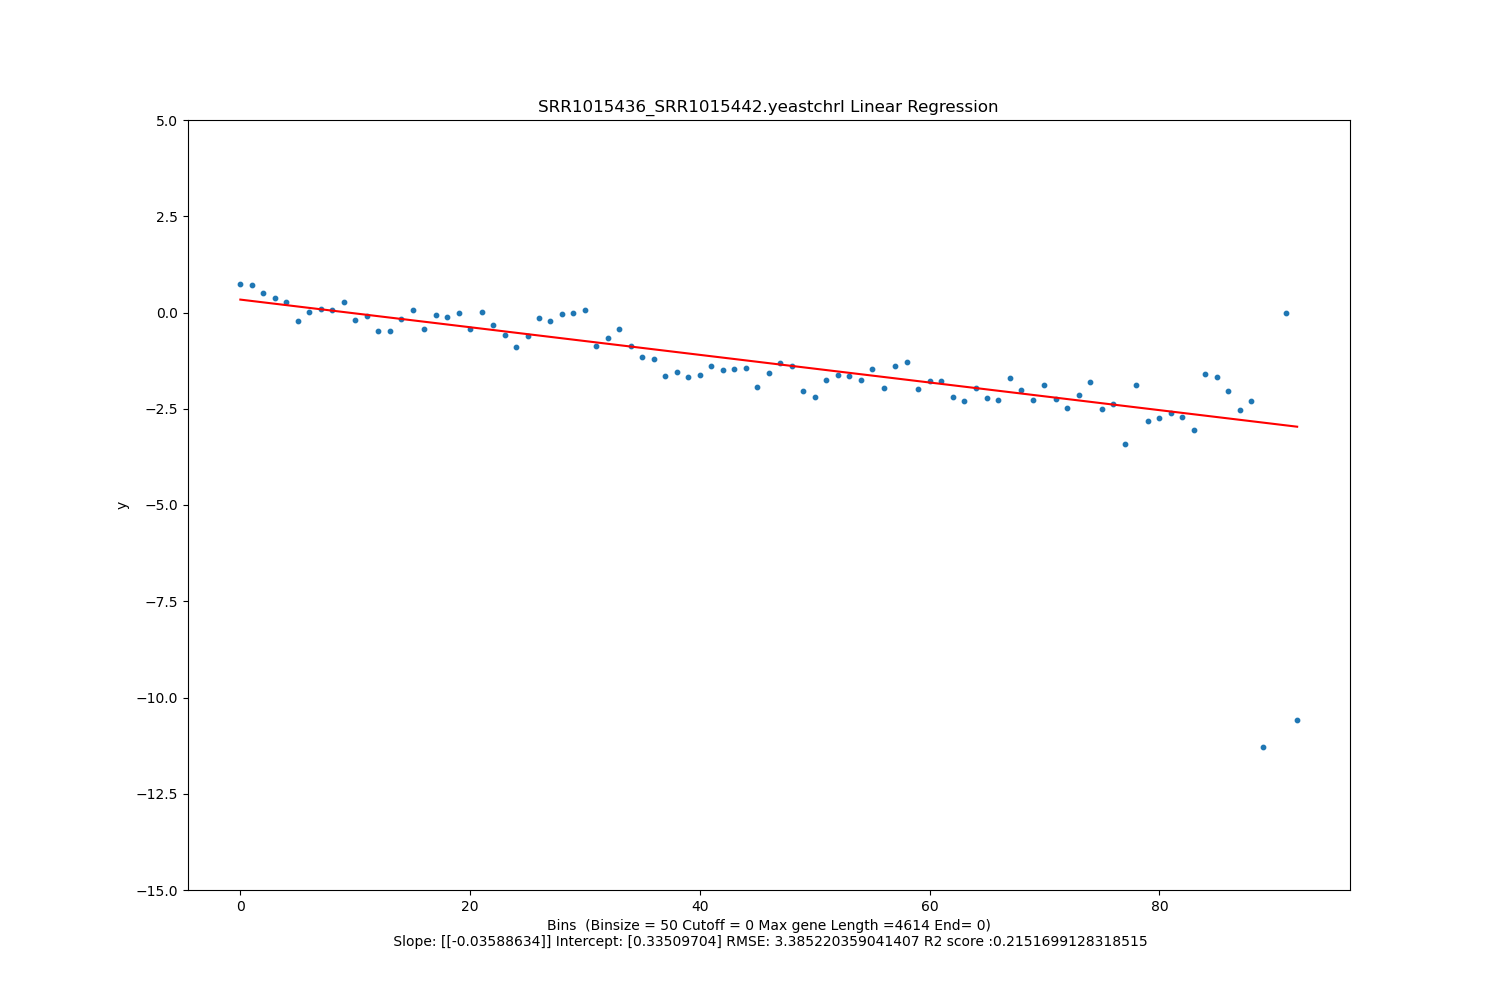 SRR1015436_SRR1015442.yeastchrI Linear Regression
5.0
2.5
0.0
−2.5
−5.0
−7.5
−10.0
−12.5
−15.0
y
0 20 40 60 80
Bins  (Binsize = 50 Cutoff = 0 Max gene Length =4614 End= 0)
Slope: [[-0.03588634]] Intercept: [0.33509704] RMSE: 3.385220359041407 R2 score :0.2151699128318515